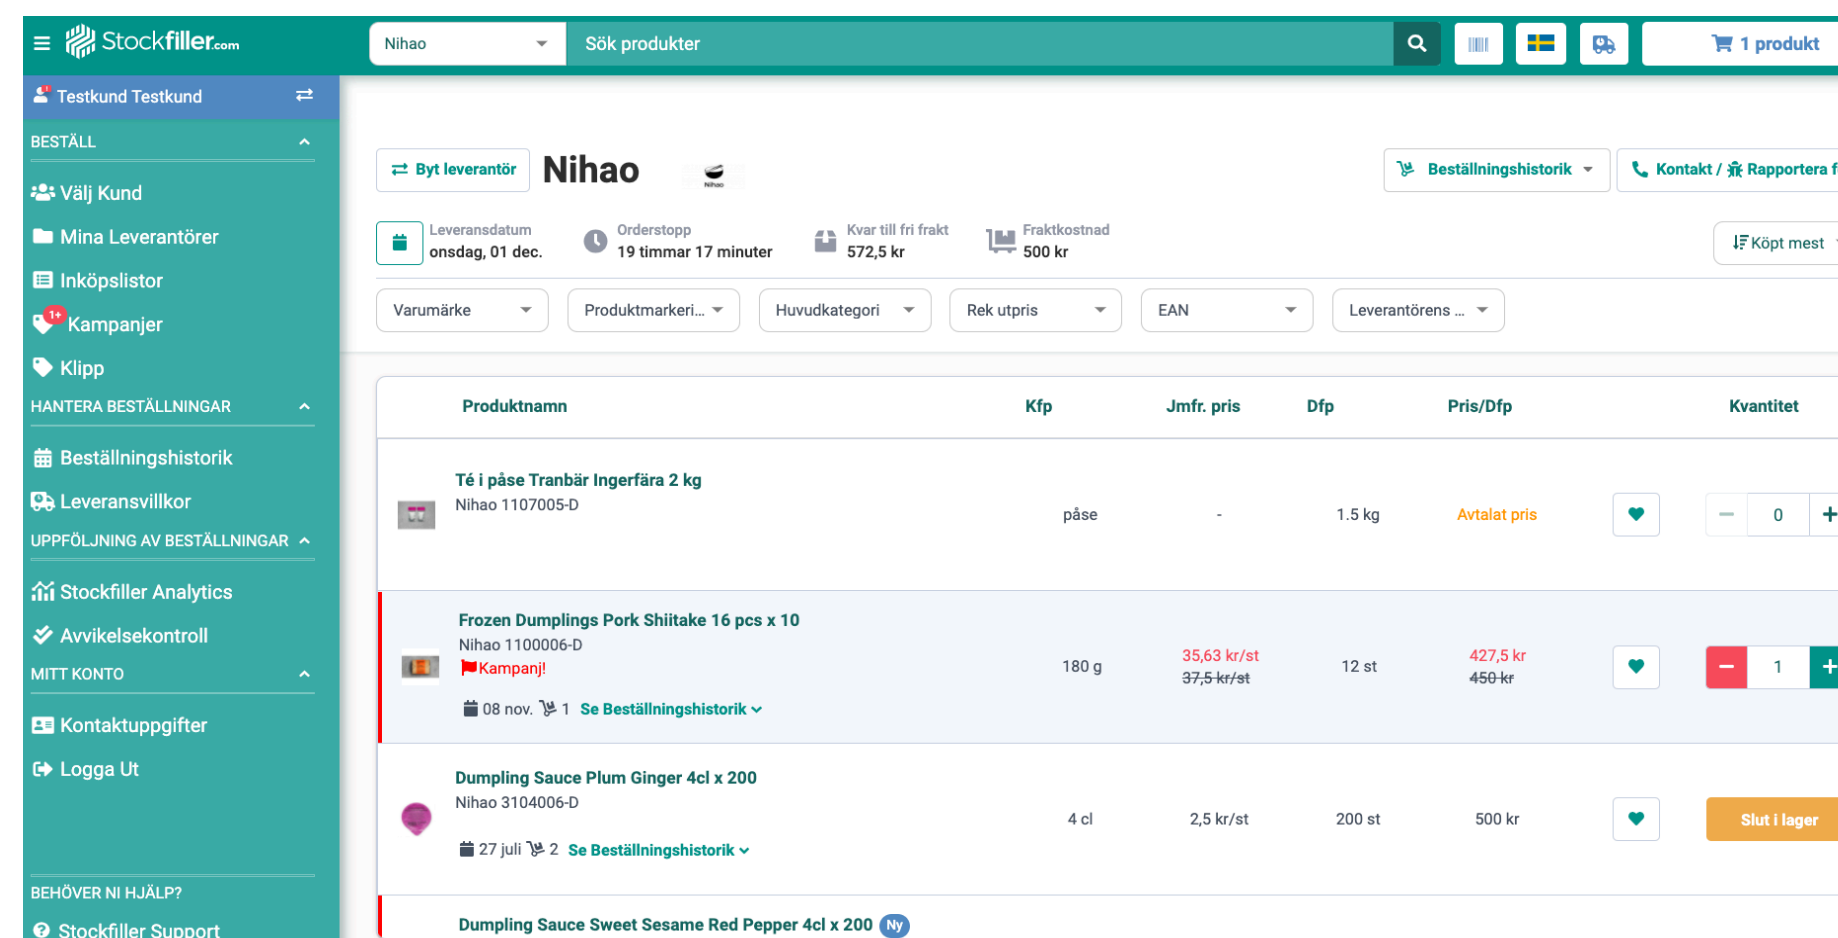 Stockfiller.com
Nihao
Sök produkter
1 produkt
Testkund Testkund
BESTÄLL
Välj Kund
Mina Leverantörer
Inköpslistor
1+
Kampanjer
Klipp
HANTERA BESTÄLLNINGAR
Beställningshistorik
Leveransvillkor
UPPFÖLJNING AV BESTÄLLNINGAR
Stockfiller Analytics
Avvikelsekontroll
MITT KONTO
Kontaktuppgifter
Logga Ut
BEHÖVER NI HJÄLP?
Stockfiller Support
Byt leverantör
Nihao
Nihao
Beställningshistorik
Kontakt / Rapportera f
Leveransdatum
onsdag, 01 dec.
Orderstopp
19 timmar 17 minuter
Kvar till fri frakt
572,5 kr
Fraktkostnad
500 kr
Köpt mest
Varumärke
Produktmarkeri...
Huvudkategori
Rek utpris
EAN
Leverantörens ...
Produktnamn Kfp Jmfr. pris Dfp Pris/Dfp Kvantitet
Té i påse Tranbär Ingerfära 2 kg
Nihao 1107005-D
påse - 1.5 kg Avtalat pris 0
Frozen Dumplings Pork Shiitake 16 pcs x 10
Nihao 1100006-D
Kampanj!
08 nov. 1 Se Beställningshistorik
180 g
35,63 kr/st
37,5 kr/st
12 st
427,5 kr
450 kr
1
Dumpling Sauce Plum Ginger 4cl x 200
Nihao 3104006-D
27 juli 2 Se Beställningshistorik
4 cl 2,5 kr/st 200 st 500 kr Slut i lager
Dumpling Sauce Sweet Sesame Red Pepper 4cl x 200 Ny